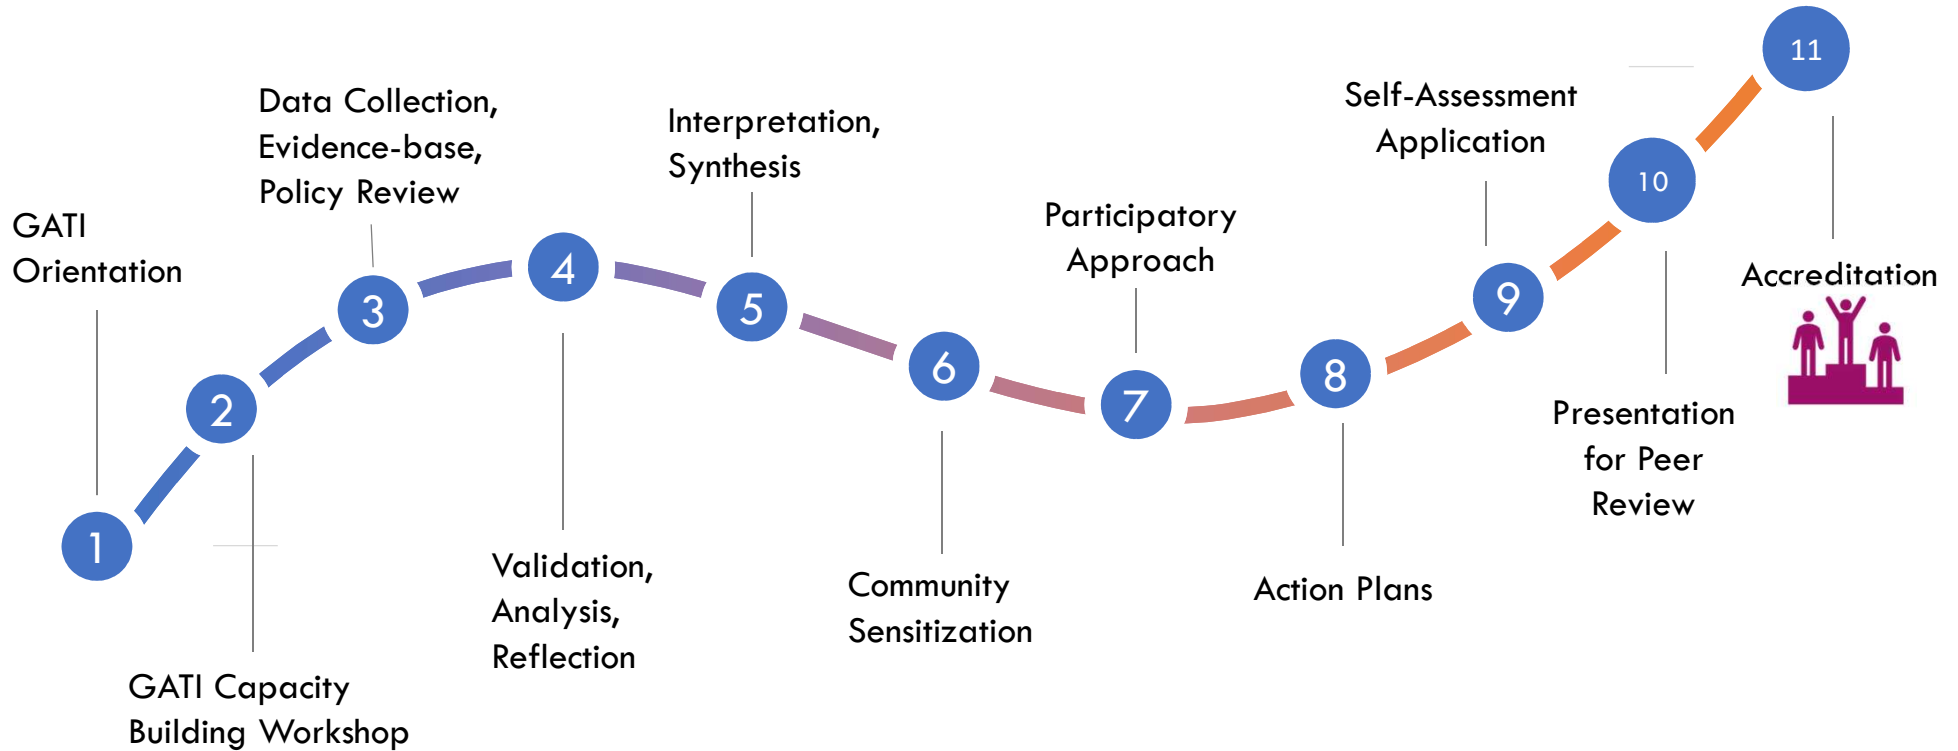 1
GATI
Orientation
2
GATI Capacity
Building Workshop
3
Data Collection,
Evidence-base,
Policy Review
4
Validation,
Analysis,
Reflection
5
Interpretation,
Synthesis
6
Community
Sensitization
7
Participatory
Approach
8
Action Plans
9
Self-Assessment
Application
10
Presentation
for Peer
Review
11
Accreditation